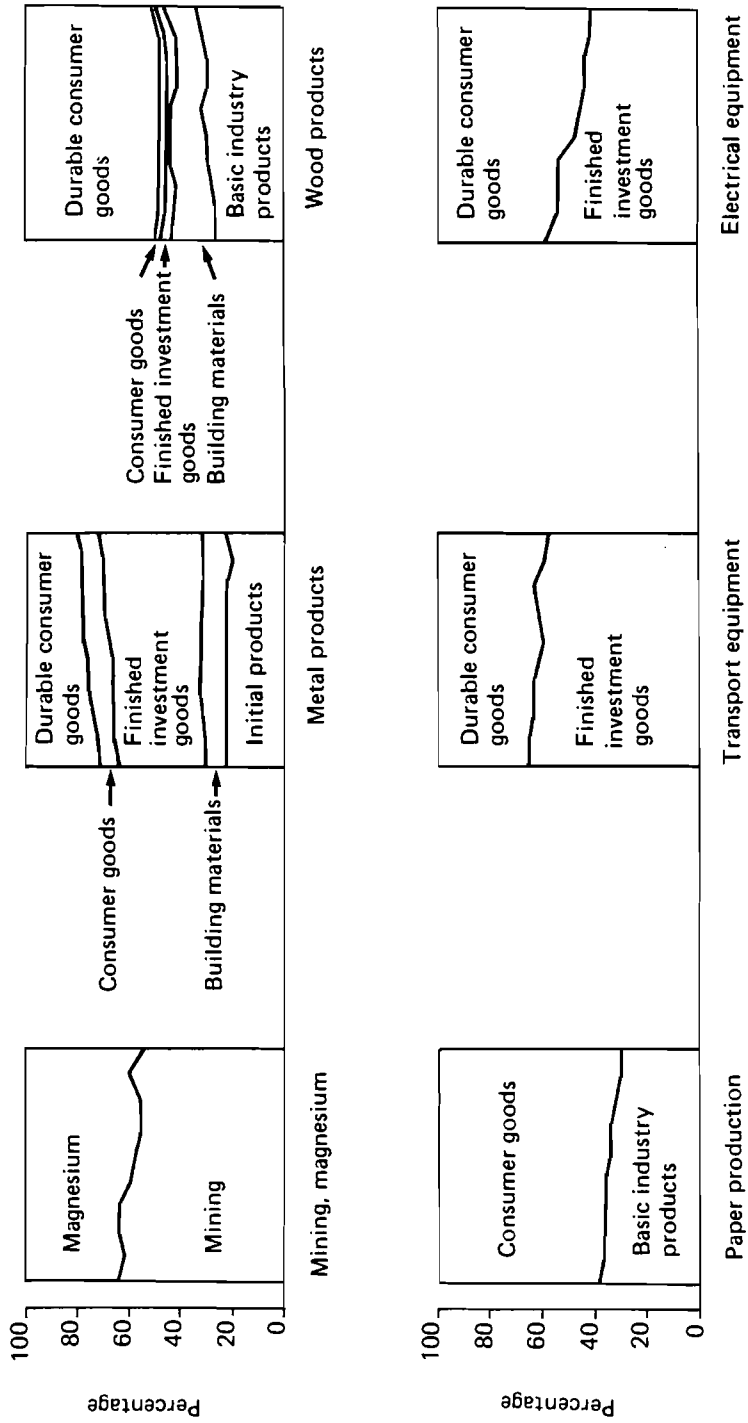 Percentage
100
80
60
40
20
0
Magnesium
Mining
Mining, magnesium
Consumer goods
Building materials
Durable consumer
goods
Finished
investment
goods
Initial products
Metal products
Consumer goods
Finished investment
goods
Building materials
Durable consumer
goods
Basic industry
products
Wood products
Percentage
100
80
60
40
20
0
Consumer goods
Basic industry
products
Paper production
Durable consumer
goods
Finished
investment
goods
Transport equipment
Durable consumer
goods
Finished
investment
goods
Electrical equipment